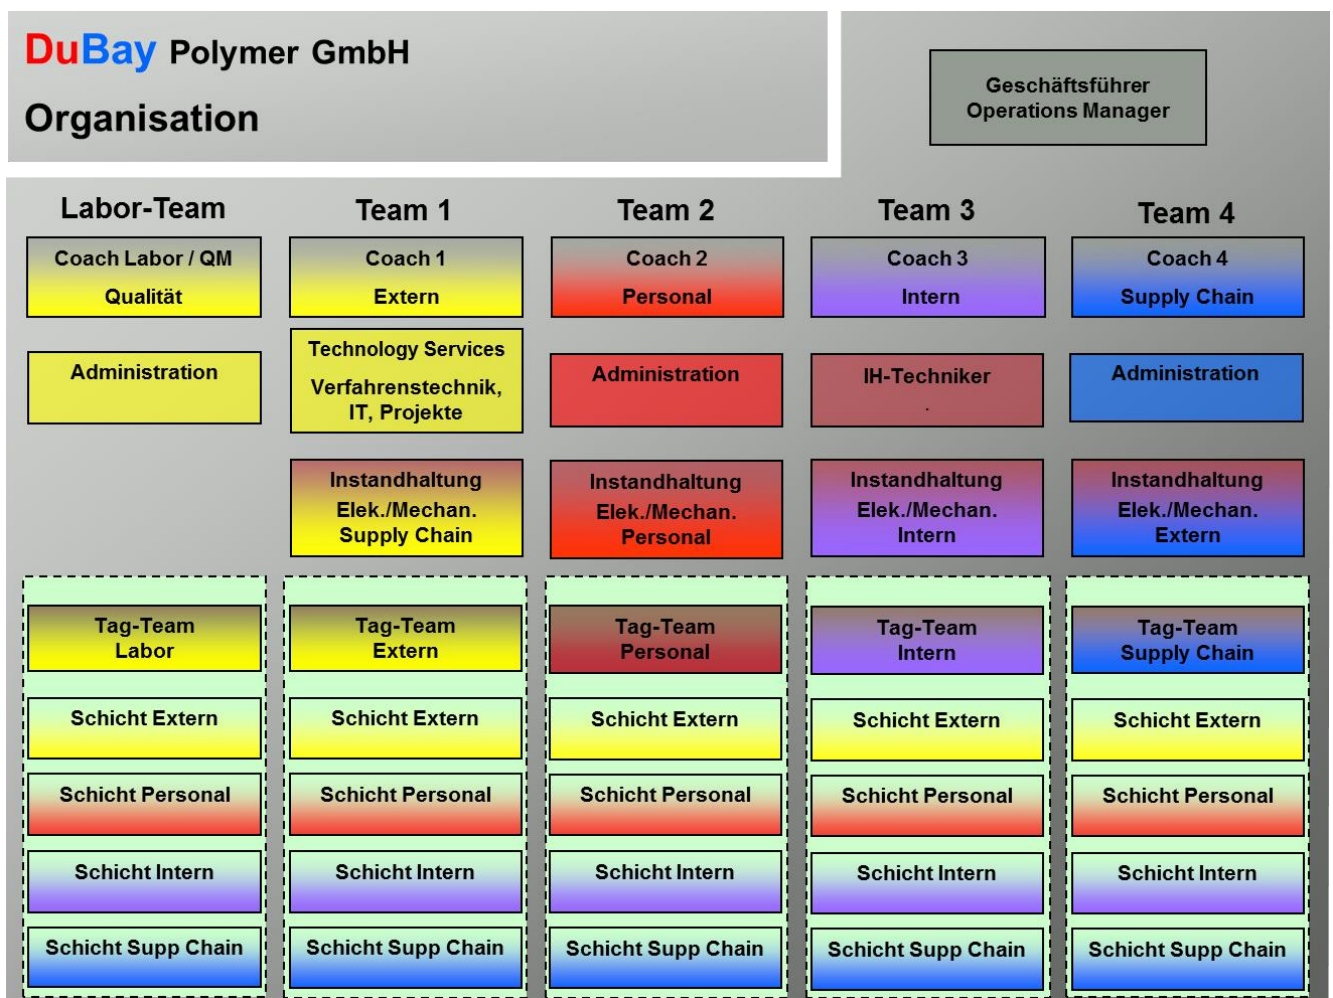 DuBay Polymer GmbH
Organisation
Geschäftsführer
Operations Manager
Labor-Team
Team 1
Team 2
Team 3
Team 4
Coach Labor / QM
Qualität
Coach 1
Extern
Coach 2
Personal
Coach 3
Intern
Coach 4
Supply Chain
Administration
Technology Services
Verfahrenstechnik,
IT, Projekte
Administration
IH-Techniker
.
Administration
Instandhaltung
Elek./Mechan.
Supply Chain
Instandhaltung
Elek./Mechan.
Personal
Instandhaltung
Elek./Mechan.
Intern
Instandhaltung
Elek./Mechan.
Extern
Tag-Team
Labor
Tag-Team
Extern
Tag-Team
Personal
Tag-Team
Intern
Tag-Team
Supply Chain
Schicht Extern
Schicht Extern
Schicht Extern
Schicht Extern
Schicht Extern
Schicht Personal
Schicht Personal
Schicht Personal
Schicht Personal
Schicht Personal
Schicht Intern
Schicht Intern
Schicht Intern
Schicht Intern
Schicht Intern
Schicht Supp Chain
Schicht Supp Chain
Schicht Supp Chain
Schicht Supp Chain
Schicht Supp Chain